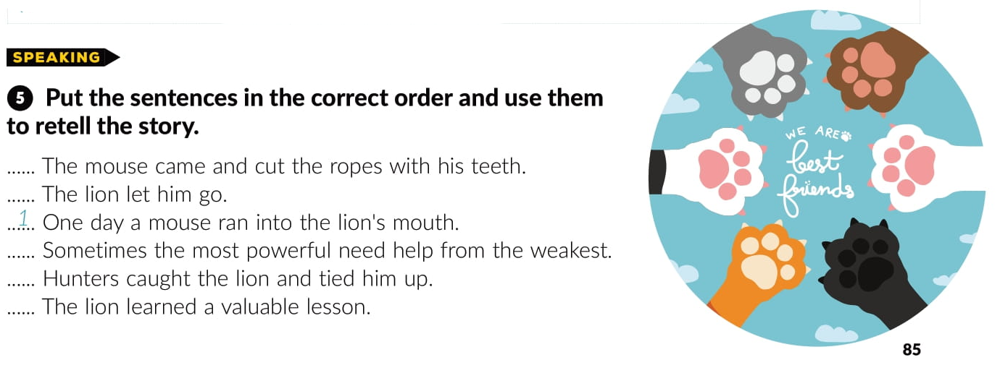 SPEAKING
5 Put the sentences in the correct order and use them
to retell the story.
...... The mouse came and cut the ropes with his teeth.
...... The lion let him go.
..1... One day a mouse ran into the lion's mouth.
...... Sometimes the most powerful need help from the weakest.
...... Hunters caught the lion and tied him up.
...... The lion learned a valuable lesson.
WE ARE
best
friends
85